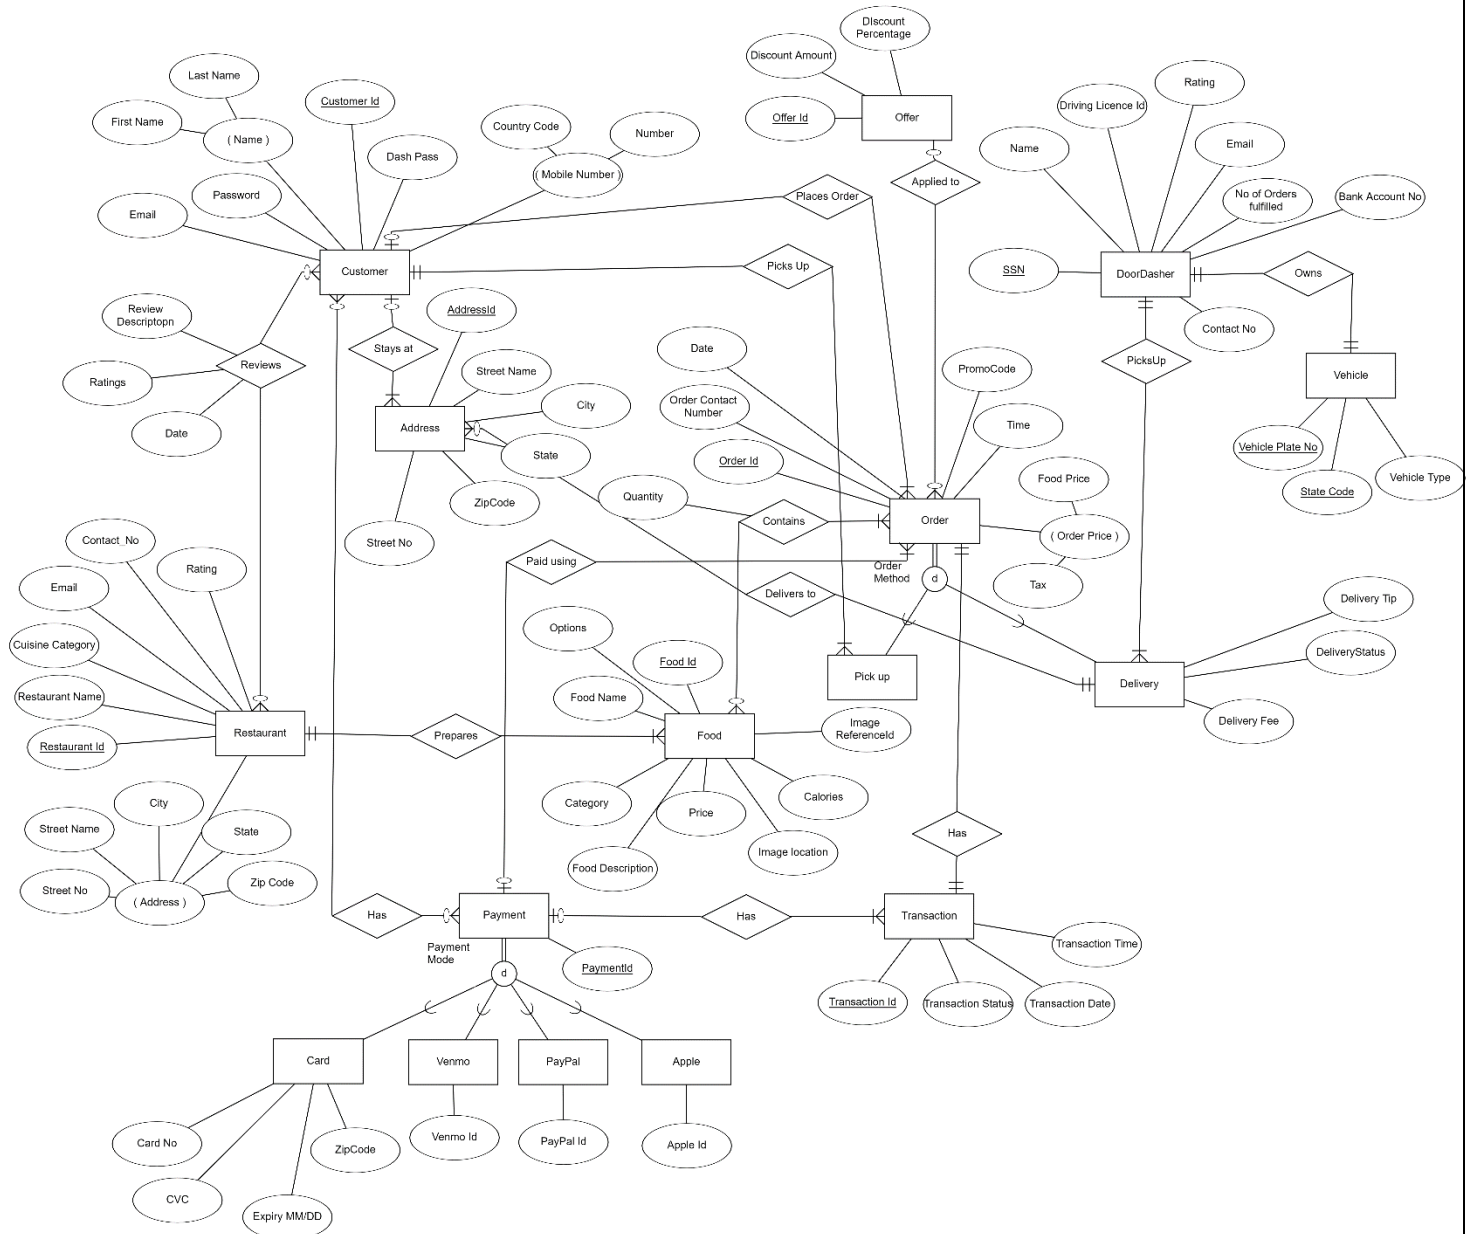 DIscount
Percentage
Discount Amount
Offer Id
Offer
Last Name
First Name
( Name )
Customer Id
Country Code
Number
Dash Pass
( Mobile Number )
Password
Email
Customer
Places Order
Applied to
Picks Up
Driving Licence Id
Rating
Name
Email
No of Orders
fulfilled
Bank Account No
SSN
DoorDasher
Owns
Contact No
PicksUp
Vehicle
Vehicle Plate No
State Code
Vehicle Type
Review
Descriptopn
Ratings
Date
Reviews
Stays at
AddressId
Street Name
City
Address
State
ZipCode
Street No
Date
Order Contact
Number
Order Id
PromoCode
Time
Food Price
( Order Price )
Tax
Order
Order
Method
d
Quantity
Contains
Paid using
Delivers to
Pick up
Delivery
Delivery Tip
DeliveryStatus
Delivery Fee
Contact_No
Rating
Email
Cuisine Category
Restaurant Name
Restaurant Id
Restaurant
City
Street Name
State
Street No
Zip Code
( Address )
Prepares
Options
Food Id
Food Name
Food
Image
ReferenceId
Category
Price
Calories
Food Description
Image location
Has
Has
Payment
Payment
Mode
PaymentId
Has
Transaction
Transaction Time
Transaction Id
Transaction Status
Transaction Date
d
Card
Venmo
PayPal
Apple
Card No
CVC
Expiry MM/DD
ZipCode
Venmo Id
PayPal Id
Apple Id